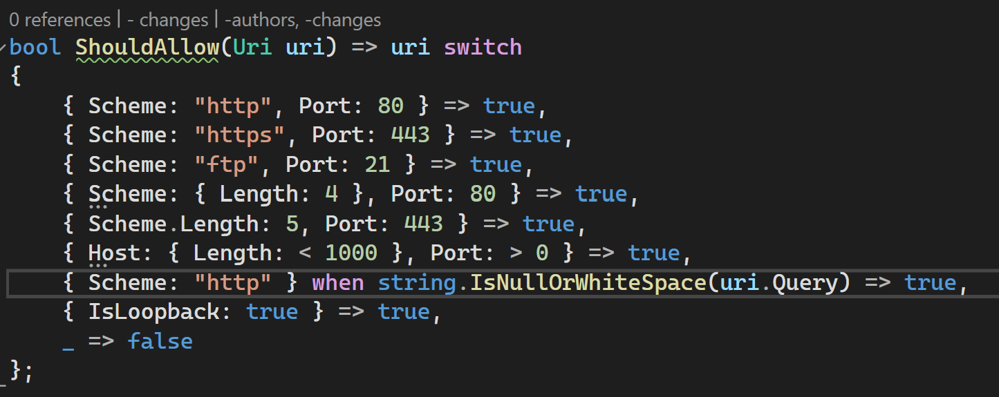 0 references | - changes | -authors, -changes
bool ShouldAllow(Uri uri) => uri switch
{
    { Scheme: "http", Port: 80 } => true,
    { Scheme: "https", Port: 443 } => true,
    { Scheme: "ftp", Port: 21 } => true,
    { Scheme: { Length: 4 }, Port: 80 } => true,
    { Scheme.Length: 5, Port: 443 } => true,
    { Host: { Length: < 1000 }, Port: > 0 } => true,
    { Scheme: "http" } when string.IsNullOrWhiteSpace(uri.Query) => true,
    { IsLoopback: true } => true,
    _ => false
};